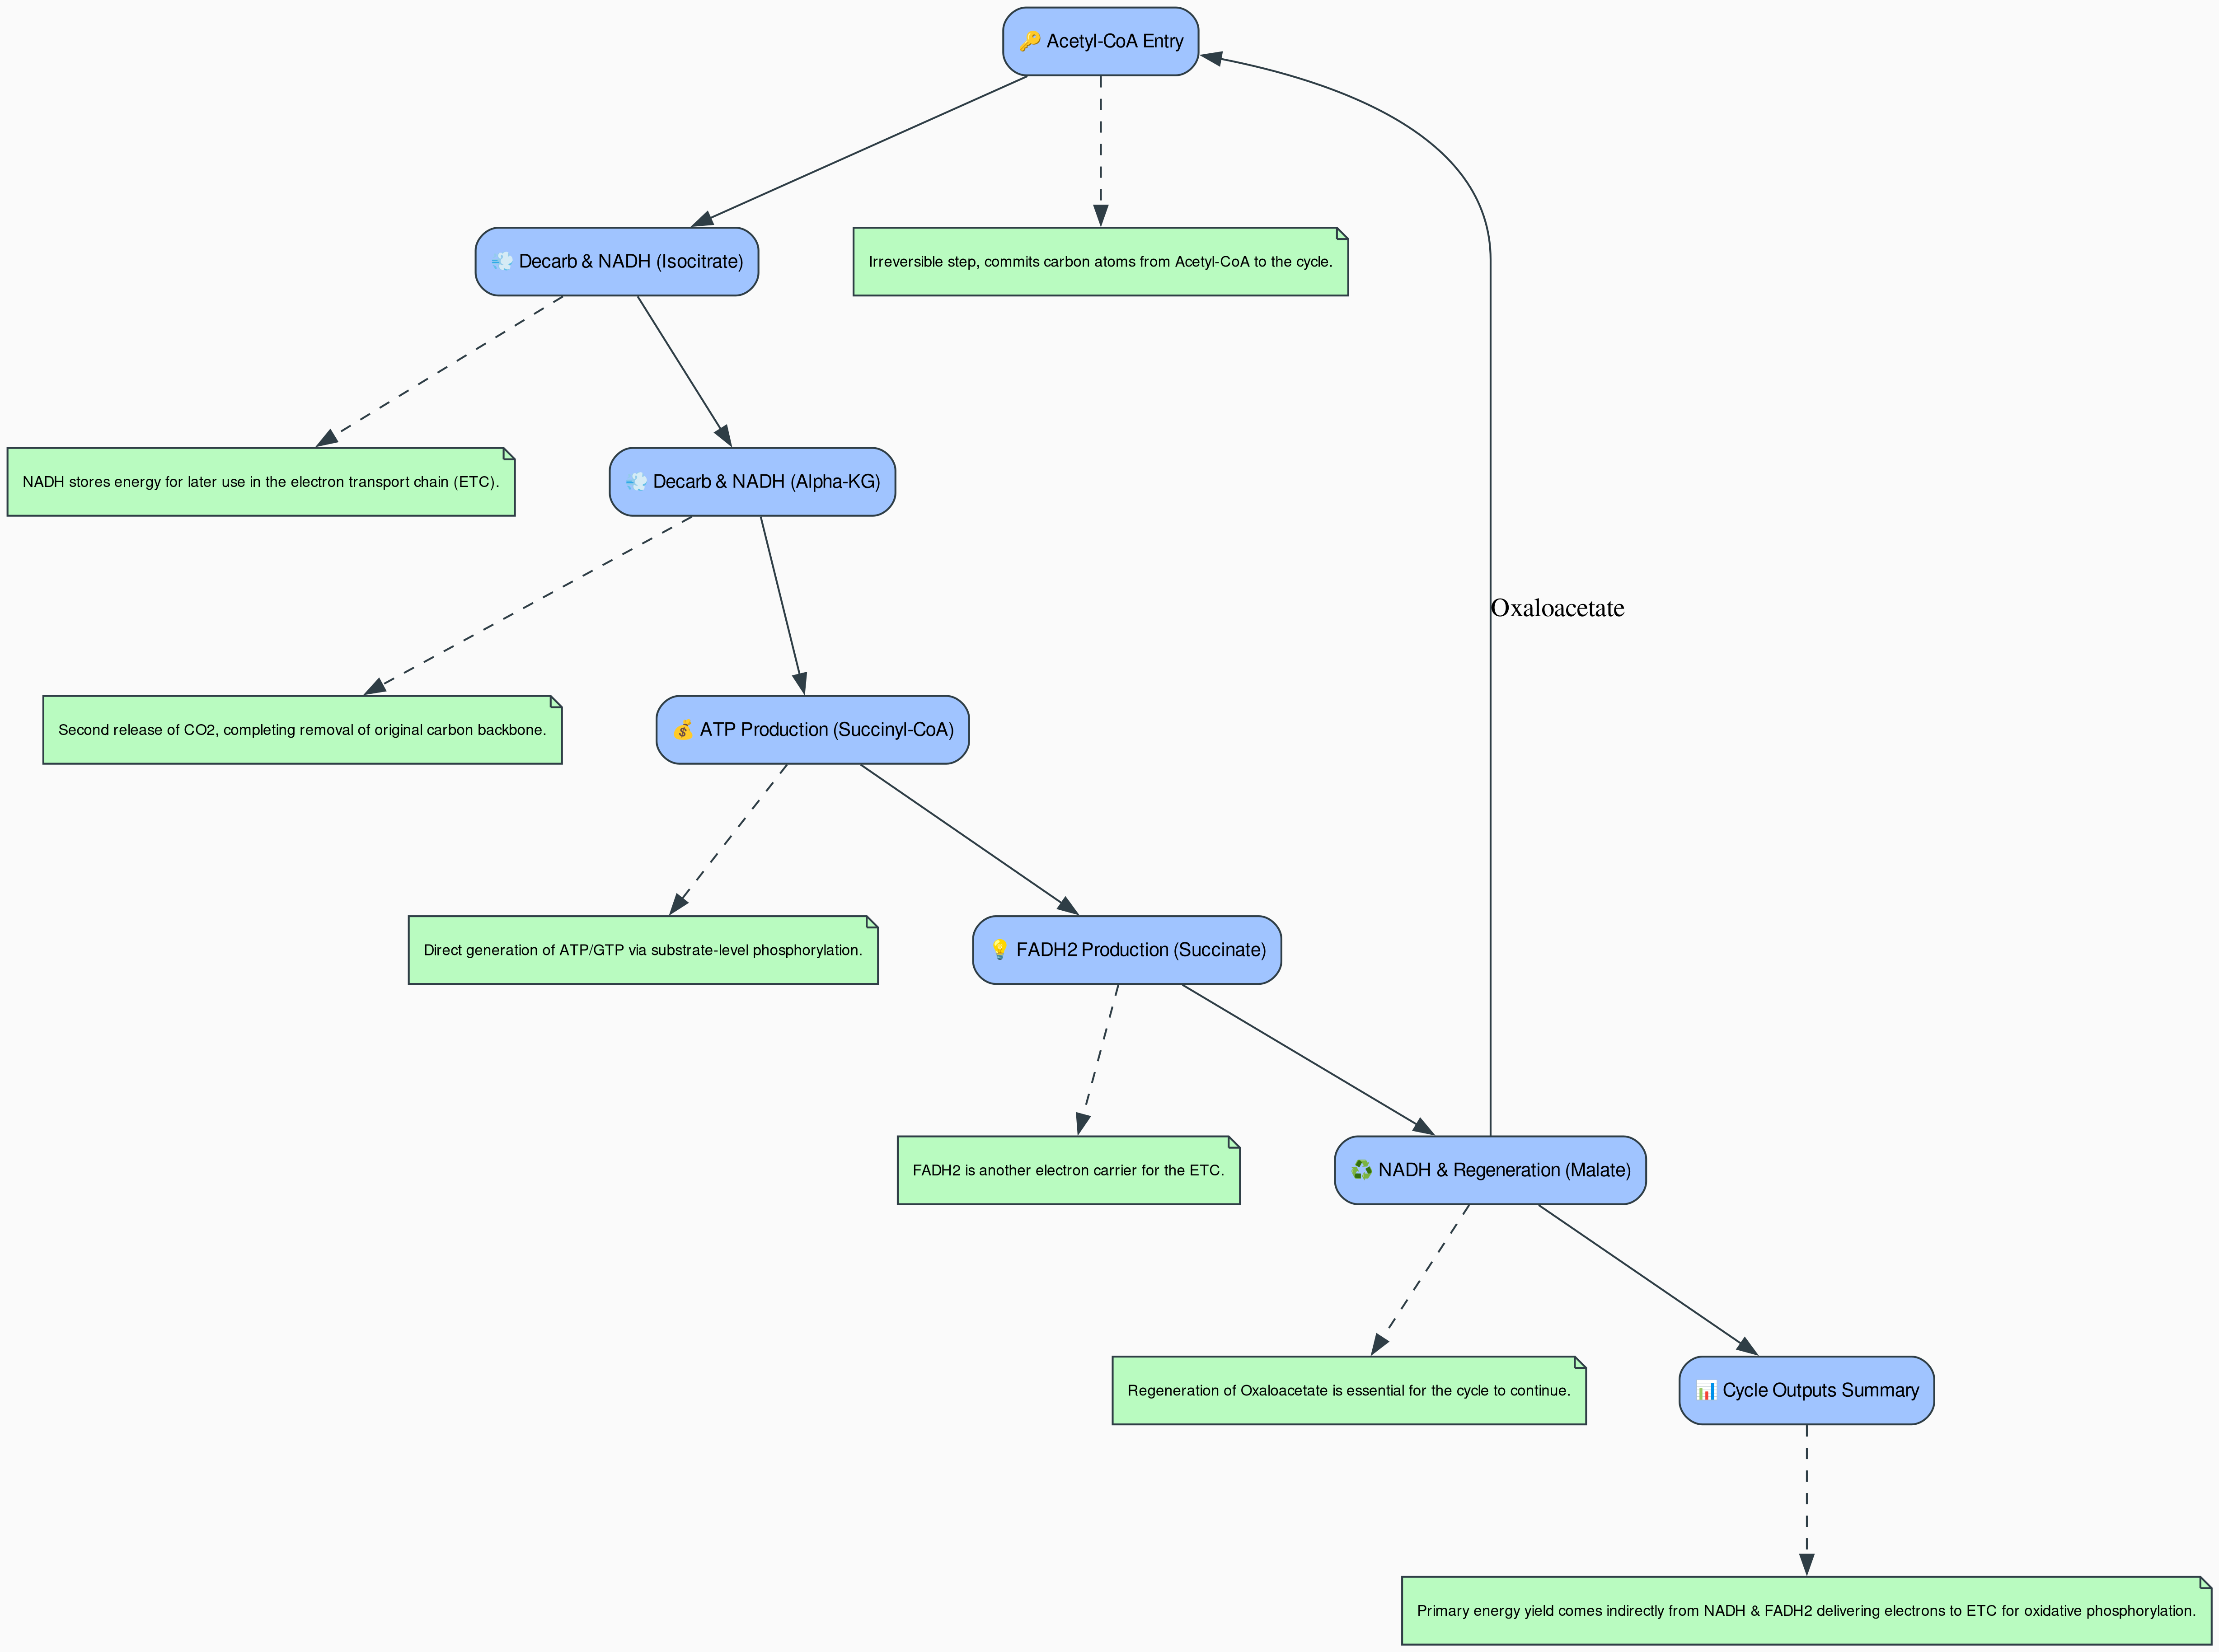 🔑 Acetyl-CoA Entry
💨 Decarb & NADH (Isocitrate)
Irreversible step, commits carbon atoms from Acetyl-CoA to the cycle.
NADH stores energy for later use in the electron transport chain (ETC).
💨 Decarb & NADH (Alpha-KG)
Oxaloacetate
Second release of CO2, completing removal of original carbon backbone.
💰 ATP Production (Succinyl-CoA)
Direct generation of ATP/GTP via substrate-level phosphorylation.
💡 FADH2 Production (Succinate)
FADH2 is another electron carrier for the ETC.
♻️ NADH & Regeneration (Malate)
Regeneration of Oxaloacetate is essential for the cycle to continue.
📊 Cycle Outputs Summary
Primary energy yield comes indirectly from NADH & FADH2 delivering electrons to ETC for oxidative phosphorylation.